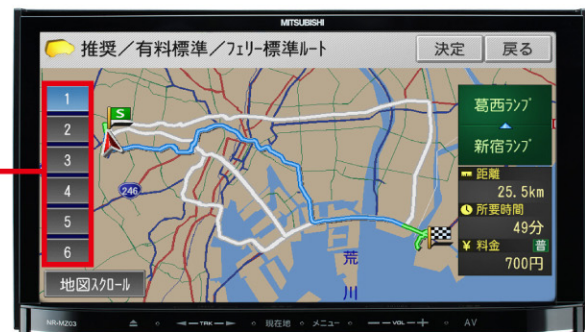 MITSUBISHI
推奨／有料標準／フェリー標準ルート
決定
戻る
1
2
3
4
5
6
地図スクロール
S
246
荒
川
葛西ランプ
新宿ランプ
距離
25.5km
所要時間
49分
¥ 料金 普
700円
NR-MZ03
TRK
現在地
メニュー
VOL
AV